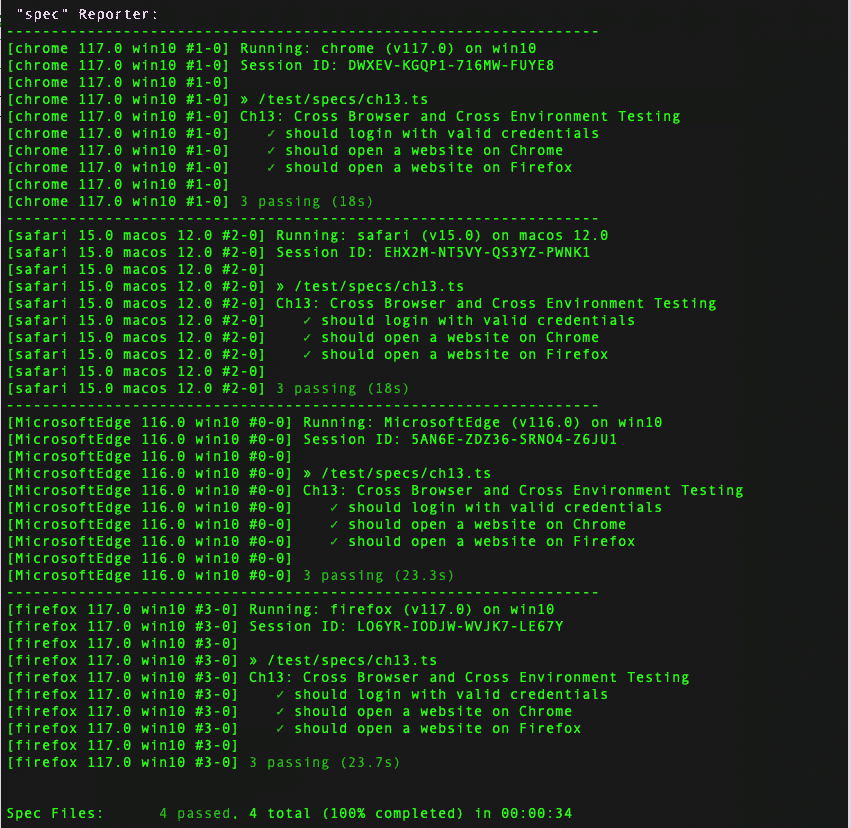 "spec" Reporter:
------------------------------------------------------------------
[chrome 117.0 win10 #1-0] Running: chrome (v117.0) on win10
[chrome 117.0 win10 #1-0] Session ID: DWXEV-KGQP1-716MW-FUYE8
[chrome 117.0 win10 #1-0]
[chrome 117.0 win10 #1-0] » /test/specs/ch13.ts
[chrome 117.0 win10 #1-0] Ch13: Cross Browser and Cross Environment Testing
[chrome 117.0 win10 #1-0]    ✓ should login with valid credentials
[chrome 117.0 win10 #1-0]    ✓ should open a website on Chrome
[chrome 117.0 win10 #1-0]    ✓ should open a website on Firefox
[chrome 117.0 win10 #1-0]
[chrome 117.0 win10 #1-0] 3 passing (18s)
------------------------------------------------------------------
[safari 15.0 macos 12.0 #2-0] Running: safari (v15.0) on macos 12.0
[safari 15.0 macos 12.0 #2-0] Session ID: EHX2M-NT5VY-QS3YZ-PWNK1
[safari 15.0 macos 12.0 #2-0]
[safari 15.0 macos 12.0 #2-0] » /test/specs/ch13.ts
[safari 15.0 macos 12.0 #2-0] Ch13: Cross Browser and Cross Environment Testing
[safari 15.0 macos 12.0 #2-0]    ✓ should login with valid credentials
[safari 15.0 macos 12.0 #2-0]    ✓ should open a website on Chrome
[safari 15.0 macos 12.0 #2-0]    ✓ should open a website on Firefox
[safari 15.0 macos 12.0 #2-0]
[safari 15.0 macos 12.0 #2-0] 3 passing (18s)
------------------------------------------------------------------
[MicrosoftEdge 116.0 win10 #0-0] Running: MicrosoftEdge (v116.0) on win10
[MicrosoftEdge 116.0 win10 #0-0] Session ID: 5AN6E-ZDZ36-SRNO4-Z6JU1
[MicrosoftEdge 116.0 win10 #0-0]
[MicrosoftEdge 116.0 win10 #0-0] » /test/specs/ch13.ts
[MicrosoftEdge 116.0 win10 #0-0] Ch13: Cross Browser and Cross Environment Testing
[MicrosoftEdge 116.0 win10 #0-0]    ✓ should login with valid credentials
[MicrosoftEdge 116.0 win10 #0-0]    ✓ should open a website on Chrome
[MicrosoftEdge 116.0 win10 #0-0]    ✓ should open a website on Firefox
[MicrosoftEdge 116.0 win10 #0-0]
[MicrosoftEdge 116.0 win10 #0-0] 3 passing (23.3s)
------------------------------------------------------------------
[firefox 117.0 win10 #3-0] Running: firefox (v117.0) on win10
[firefox 117.0 win10 #3-0] Session ID: LO6YR-IODJW-WVJK7-LE67Y
[firefox 117.0 win10 #3-0]
[firefox 117.0 win10 #3-0] » /test/specs/ch13.ts
[firefox 117.0 win10 #3-0] Ch13: Cross Browser and Cross Environment Testing
[firefox 117.0 win10 #3-0]    ✓ should login with valid credentials
[firefox 117.0 win10 #3-0]    ✓ should open a website on Chrome
[firefox 117.0 win10 #3-0]    ✓ should open a website on Firefox
[firefox 117.0 win10 #3-0]
[firefox 117.0 win10 #3-0] 3 passing (23.7s)
Spec Files:      4 passed, 4 total (100% completed) in 00:00:34